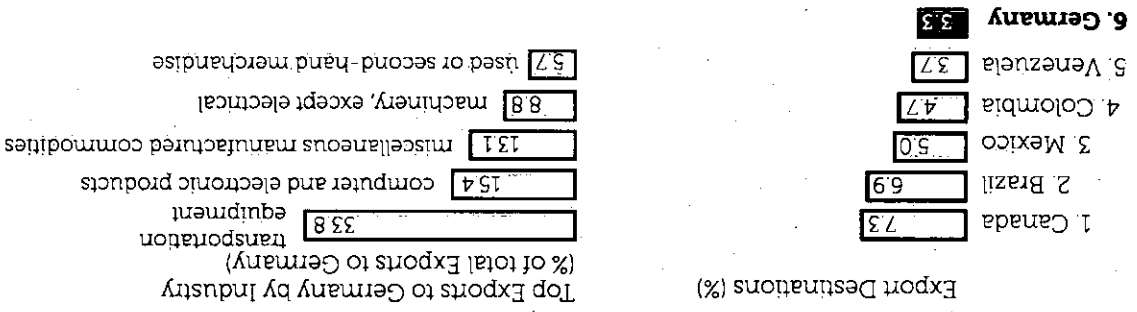 Export Destinations (%)
1. Canada 7.3
2. Brazil 6.9
3. Mexico 5.0
4. Colombia 4.7
5. Venezuela 3.7
6. Germany 3.3
Top Exports to Germany by Industry
(% of total Exports to Germany)
33.8 transportation
equipment
15.4 computer and electronic products
13.1 miscellaneous manufactured commodities
8.8 machinery, except electrical
5.7 used or second-hand merchandise